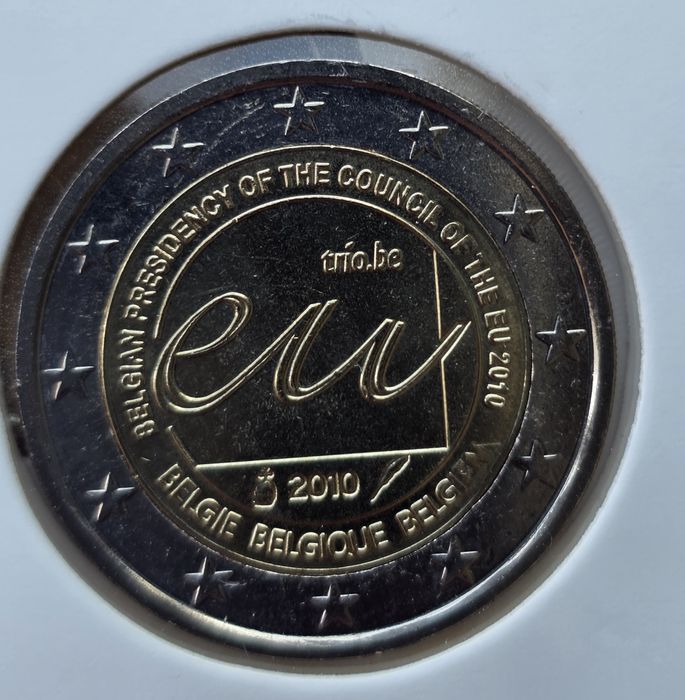 BELGIAN PRESIDENCY OF THE COUNCIL OF THE EU 2010
trio.be
eu
2010
BELGIE BELGIQUE BELGIEN